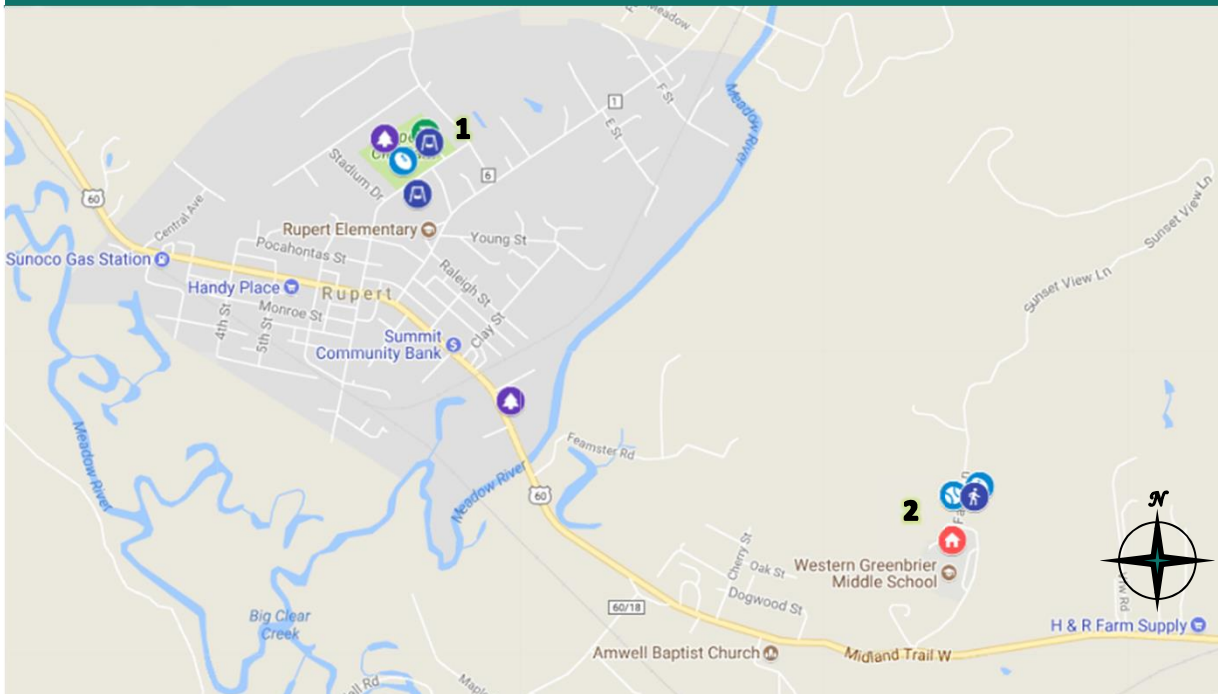 Meadow
Meadow River
F St
E St
1
1
6
Stadium Dr
60
Central Ave
Rupert Elementary
Young St
Pocahontas St
Sunoco Gas Station
Handy Place
Rupert
Raleigh St
4th St
5th St
Monroe St
Clay St
Summit
Community Bank
Sunset View Ln
Sunset View Ln
Meadow River
Feamster Rd
Meadow River
60
2
N
Cherry St
Oak St
Western Greenbrier
Middle School
Dogwood St
60/18
Big Clear
Creek
H & R Farm Supply
Amwell Baptist Church
Midland Trail W